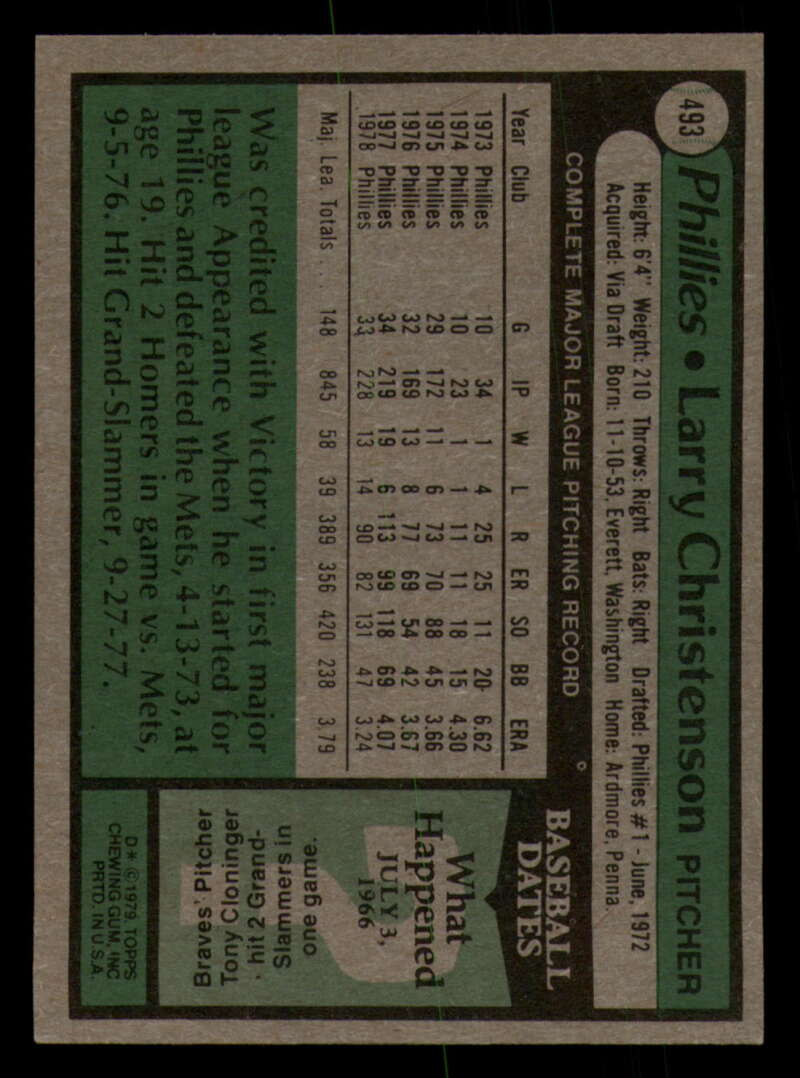 493
Phillies • Larry Christenson PITCHER
Height: 6'4" Weight: 210 Throws: Right Bats: Right Drafted: Phillies #1 - June, 1972
Acquired: Via Draft Born: 11-10-53, Everett, Washington Home: Ardmore, Penna.
COMPLETE MAJOR LEAGUE PITCHING RECORD
Year Club G IP W L R ER SO BB ERA
1973 Phillies 10 34 1 4 25 25 11 20 6.62
1974 Phillies 10 23 1 1 11 11 18 15 4.30
1975 Phillies 29 172 11 6 73 70 88 45 3.66
1976 Phillies 32 169 13 8 77 69 54 42 3.67
1977 Phillies 34 219 19 6 113 99 118 69 4.07
1978 Phillies 33 228 13 14 90 82 131 47 3.24
Maj Lea Totals . . . 148 845 58 39 389 356 420 238 3.79
Was credited with Victory in first major
league Appearance when he started for
Phillies and defeated the Mets, 4-13-73, at
age 19. Hit 2 Homers in game vs. Mets,
9-5-76. Hit Grand-Slammer, 9-27-77.
BASEBALL
DATES
What
Happened
JULY 3,
1966
Braves' Pitcher
Tony Cloninger
hit 2 Grand-
Slammers in
one game.
D* ©1979 TOPPS
CHEWING GUM, INC
PRTD. IN U.S.A.